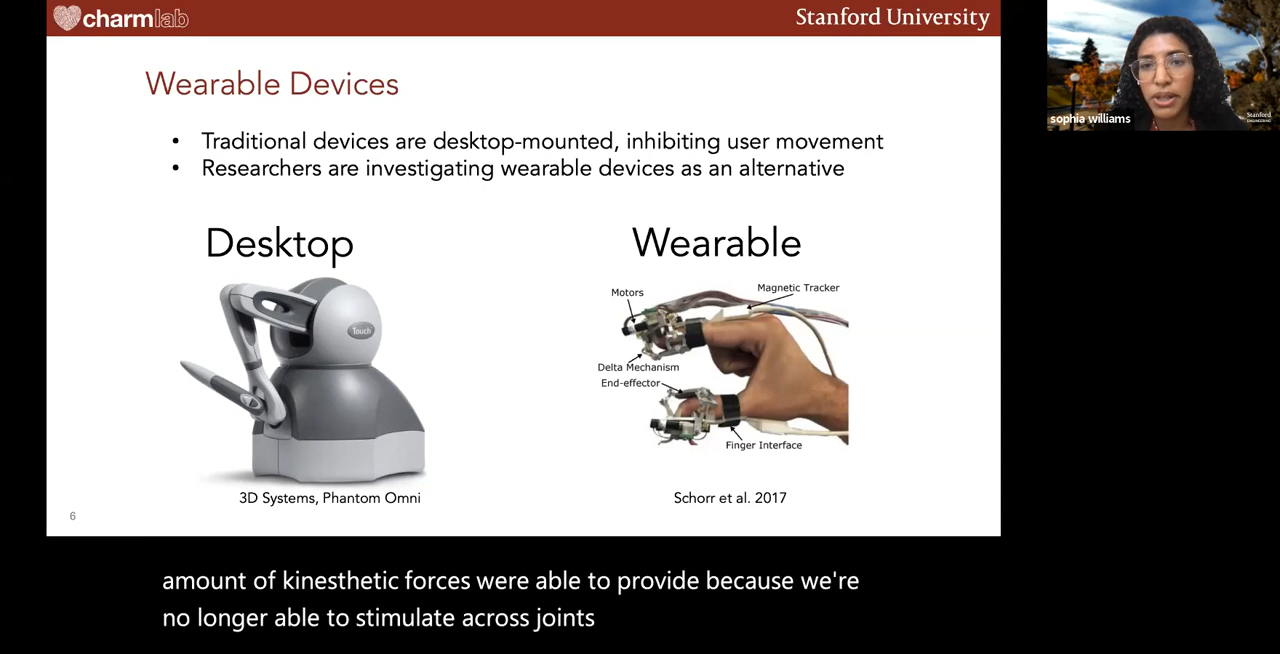 charmlab
Stanford University
Wearable Devices
• Traditional devices are desktop-mounted, inhibiting user movement
• Researchers are investigating wearable devices as an alternative
Desktop
Wearable
Touch
Motors
Magnetic Tracker
Delta Mechanism
End-effector
Finger Interface
3D Systems, Phantom Omni
Schorr et al. 2017
6
sophia williams
Stanford
ENGINEERING
amount of kinesthetic forces were able to provide because we're
no longer able to stimulate across joints